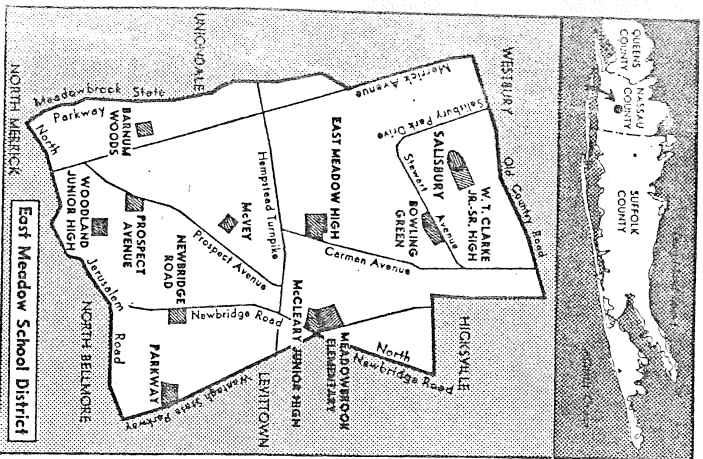 QUEENS
COUNTY
NASSAU
COUNTY
SUFFOLK
COUNTY
WESTBURY
Old Country Road
UNIONDALE
Merrick Avenue
Salisbury Park Drive
W. T. CLARKE
JR.-SR. HIGH
SALISBURY
Stewart Avenue
BOWLING
GREEN
HICKSVILLE
EAST MEADOW HIGH
Carman Avenue
Hempstead Turnpike
North
Newbridge Road
MEADOWBROOK
ELEMENTARY
McCLEARY JUNIOR HIGH
LEVITTOWN
McVEY
Prospect Avenue
Meadowbrook State
Parkway
BARNUM
WOODS
NEWBRIDGE
ROAD
Newbridge Road
PROSPECT
AVENUE
WOODLAND
JUNIOR HIGH
PARKWAY
Wantagh State Parkway
North
Jerusalem
Road
NORTH MERRICK
NORTH BELLMORE
East Meadow School District